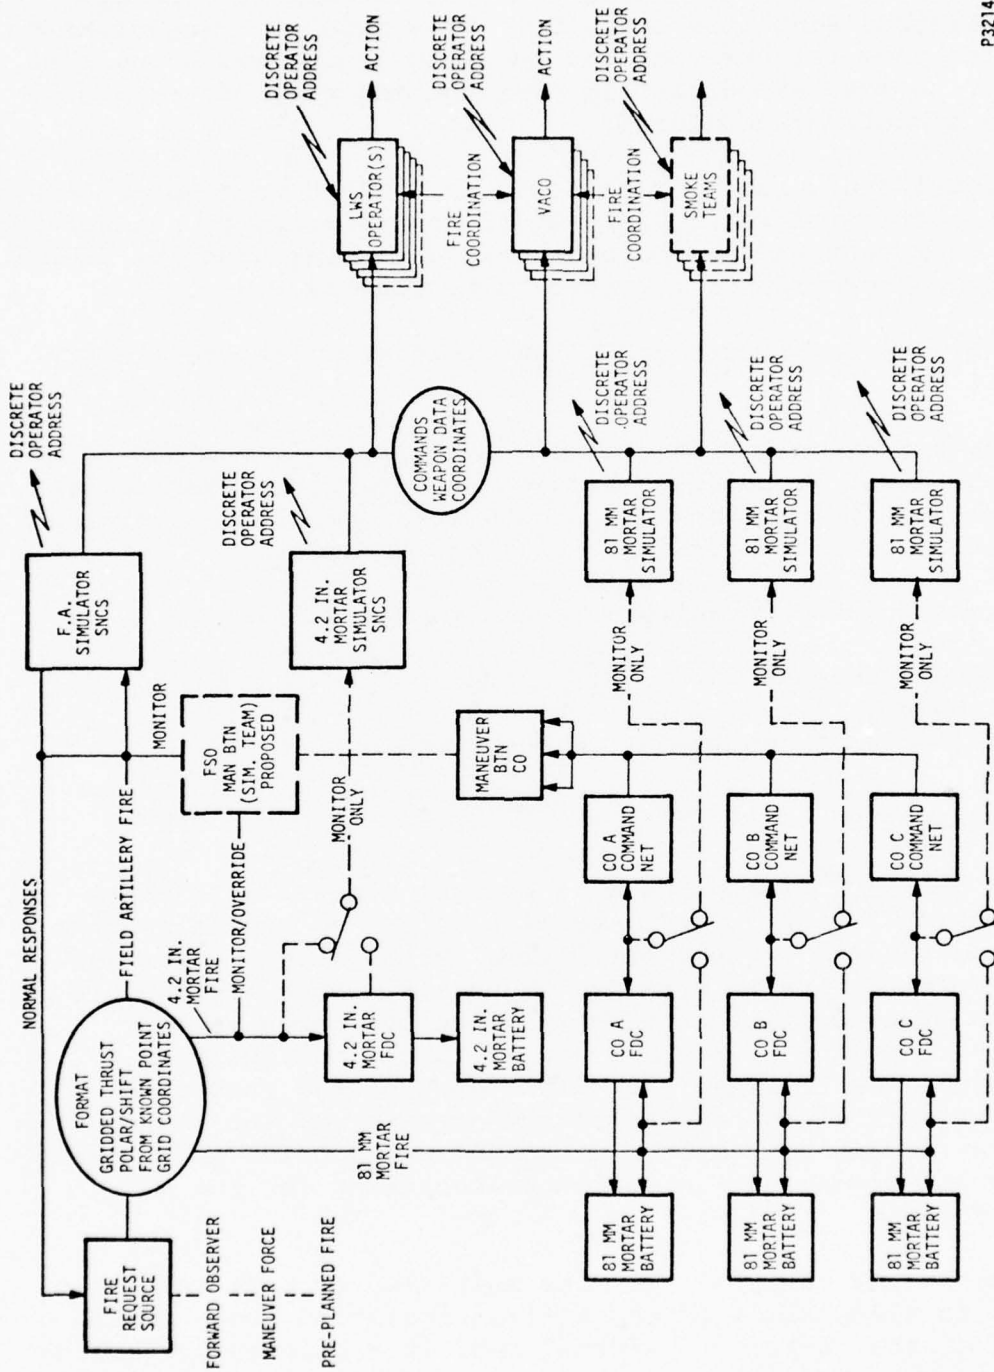 P3214
NORMAL RESPONSES
FIRE
REQUEST
SOURCE
FORWARD OBSERVER
MANEUVER FORCE
PRE-PLANNED FIRE
FORMAT
GRIDDED THRUST
POLAR/SHIFT
FROM KNOWN POINT
GRID COORDINATES
FIELD ARTILLERY FIRE
4.2 IN.
MORTAR
FIRE
MONITOR/OVERRIDE
81 MM
MORTAR
FIRE
MONITOR
FSO
MAN BTN
(SIM. TEAM)
PROPOSED
F.A.
SIMULATOR
SNCS
DISCRETE
OPERATOR
ADDRESS
4.2 IN.
MORTAR
FDC
4.2 IN.
MORTAR
BATTERY
MONITOR
ONLY
4.2 IN.
MORTAR
SIMULATOR
SNCS
DISCRETE
OPERATOR
ADDRESS
MANEUVER
BTN
CO
COMMANDS
WEAPON DATA
COORDINATES
LWS
OPERATOR(S)
DISCRETE
OPERATOR
ADDRESS
ACTION
FIRE
COORDINATION
VACO
DISCRETE
OPERATOR
ADDRESS
ACTION
FIRE
COORDINATION
SMOKE
TEAMS
DISCRETE
OPERATOR
ADDRESS
81 MM
MORTAR
BATTERY
CO A
FDC
CO A
COMMAND
NET
MONITOR
ONLY
81 MM
MORTAR
SIMULATOR
DISCRETE
OPERATOR
ADDRESS
81 MM
MORTAR
BATTERY
CO B
FDC
CO B
COMMAND
NET
MONITOR
ONLY
81 MM
MORTAR
SIMULATOR
DISCRETE
OPERATOR
ADDRESS
81 MM
MORTAR
BATTERY
CO C
FDC
CO C
COMMAND
NET
MONITOR
ONLY
81 MM
MORTAR
SIMULATOR
DISCRETE
OPERATOR
ADDRESS